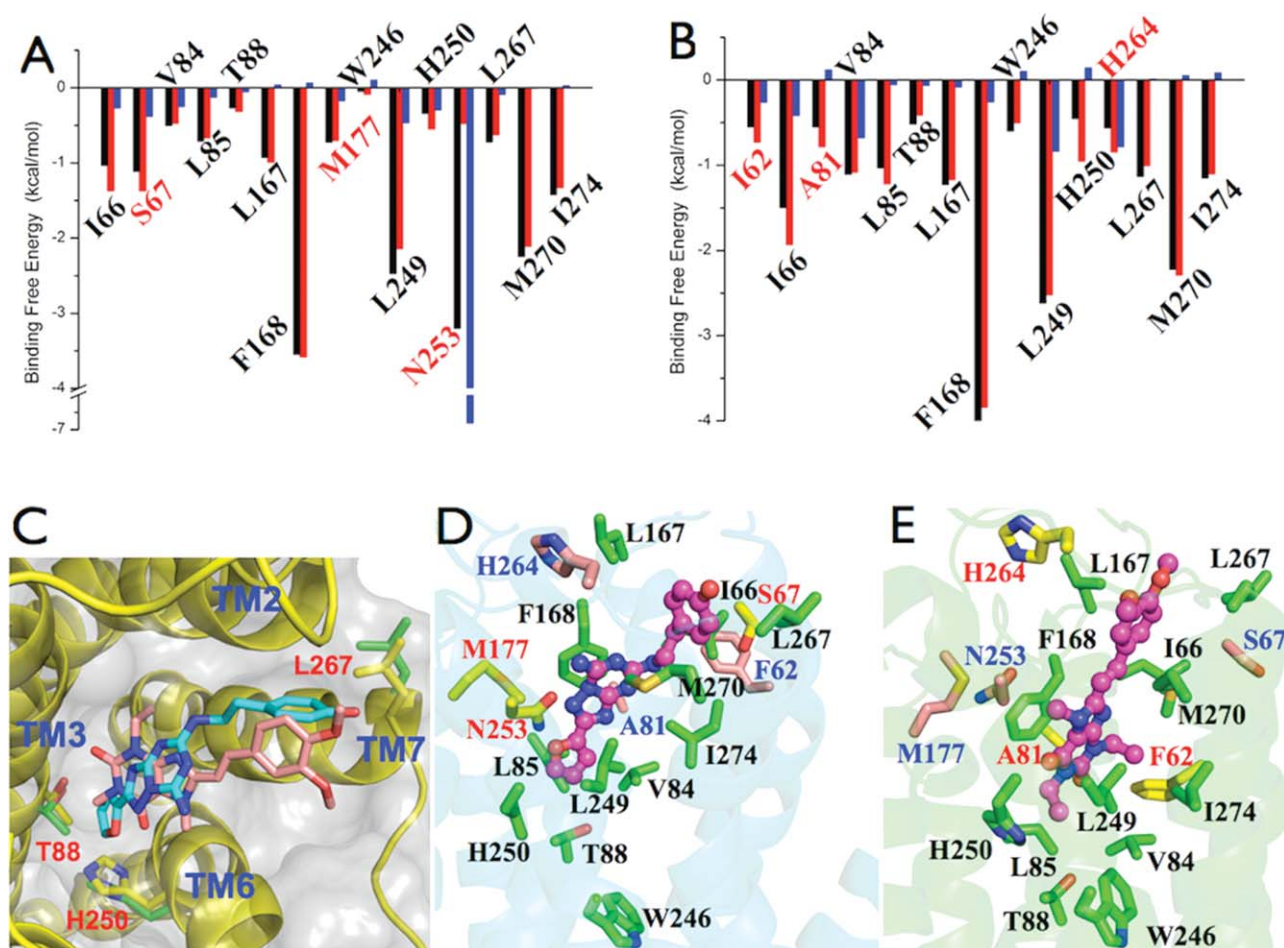 A
Binding Free Energy (kcal/mol)
0
-1
-2
-3
-4
-7
V84
T88
W246
H250
L267
I66
S67
L85
L167
F168
M177
L249
N253
M270
I274
B
Binding Free Energy (kcal/mol)
0
-1
-2
-3
-4
V84
W246
H264
I62
I66
A81
L85
T88
L167
F168
L249
H250
L267
M270
I274
C
TM2
L267
TM3
TM7
T88
TM6
H250
D
L167
H264
I66
S67
F168
L267
M177
F62
M270
N253
A81
I274
L85
V84
L249
H250
T88
W246
E
L167
L267
H264
F168
I66
S67
N253
M270
M177
A81
F62
I274
L249
H250
L85
V84
T88
W246